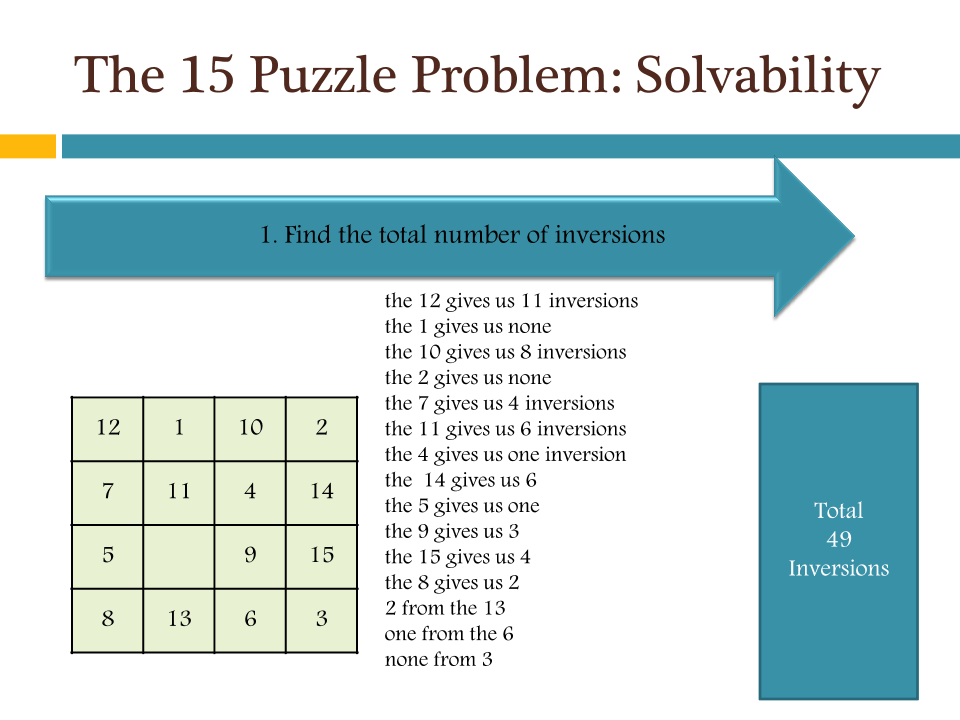 The 15 Puzzle Problem: Solvability
1. Find the total number of inversions
the 12 gives us 11 inversions
the 1 gives us none
the 10 gives us 8 inversions
the 2 gives us none
the 7 gives us 4 inversions
the 11 gives us 6 inversions
the 4 gives us one inversion
the  14 gives us 6
the 5 gives us one
the 9 gives us 3
the 15 gives us 4
the 8 gives us 2
2 from the 13
one from the 6
none from 3
12 1 10 2
7 11 4 14
5 9 15
8 13 6 3
Total
49
Inversions